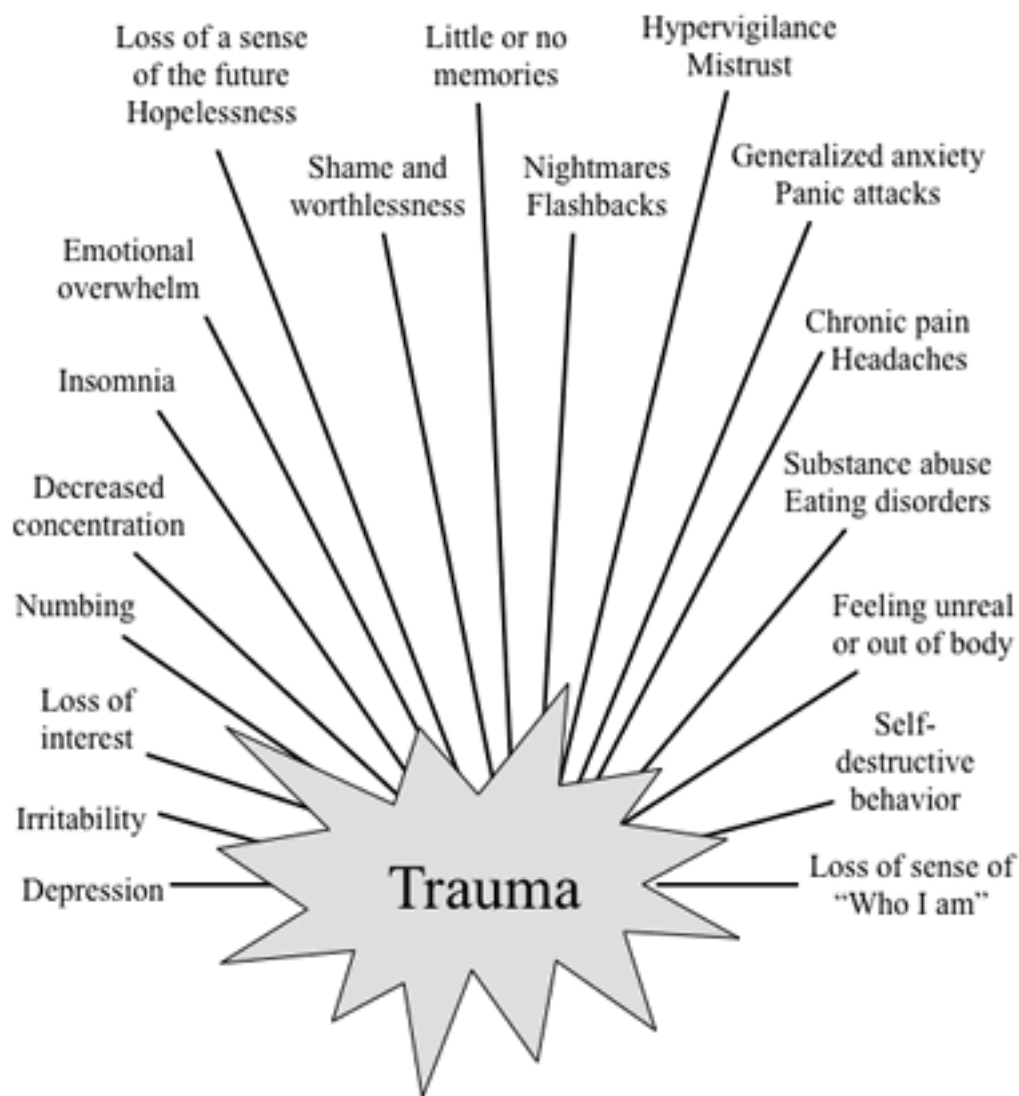 Loss of a sense
of the future
Hopelessness
Little or no
memories
Hypervigilance
Mistrust
Shame and
worthlessness
Nightmares
Flashbacks
Generalized anxiety
Panic attacks
Emotional
overwhelm
Chronic pain
Headaches
Insomnia
Substance abuse
Eating disorders
Decreased
concentration
Numbing
Feeling unreal
or out of body
Loss of
interest
Self-
destructive
behavior
Irritability
Depression
Trauma
Loss of sense of
“Who I am”